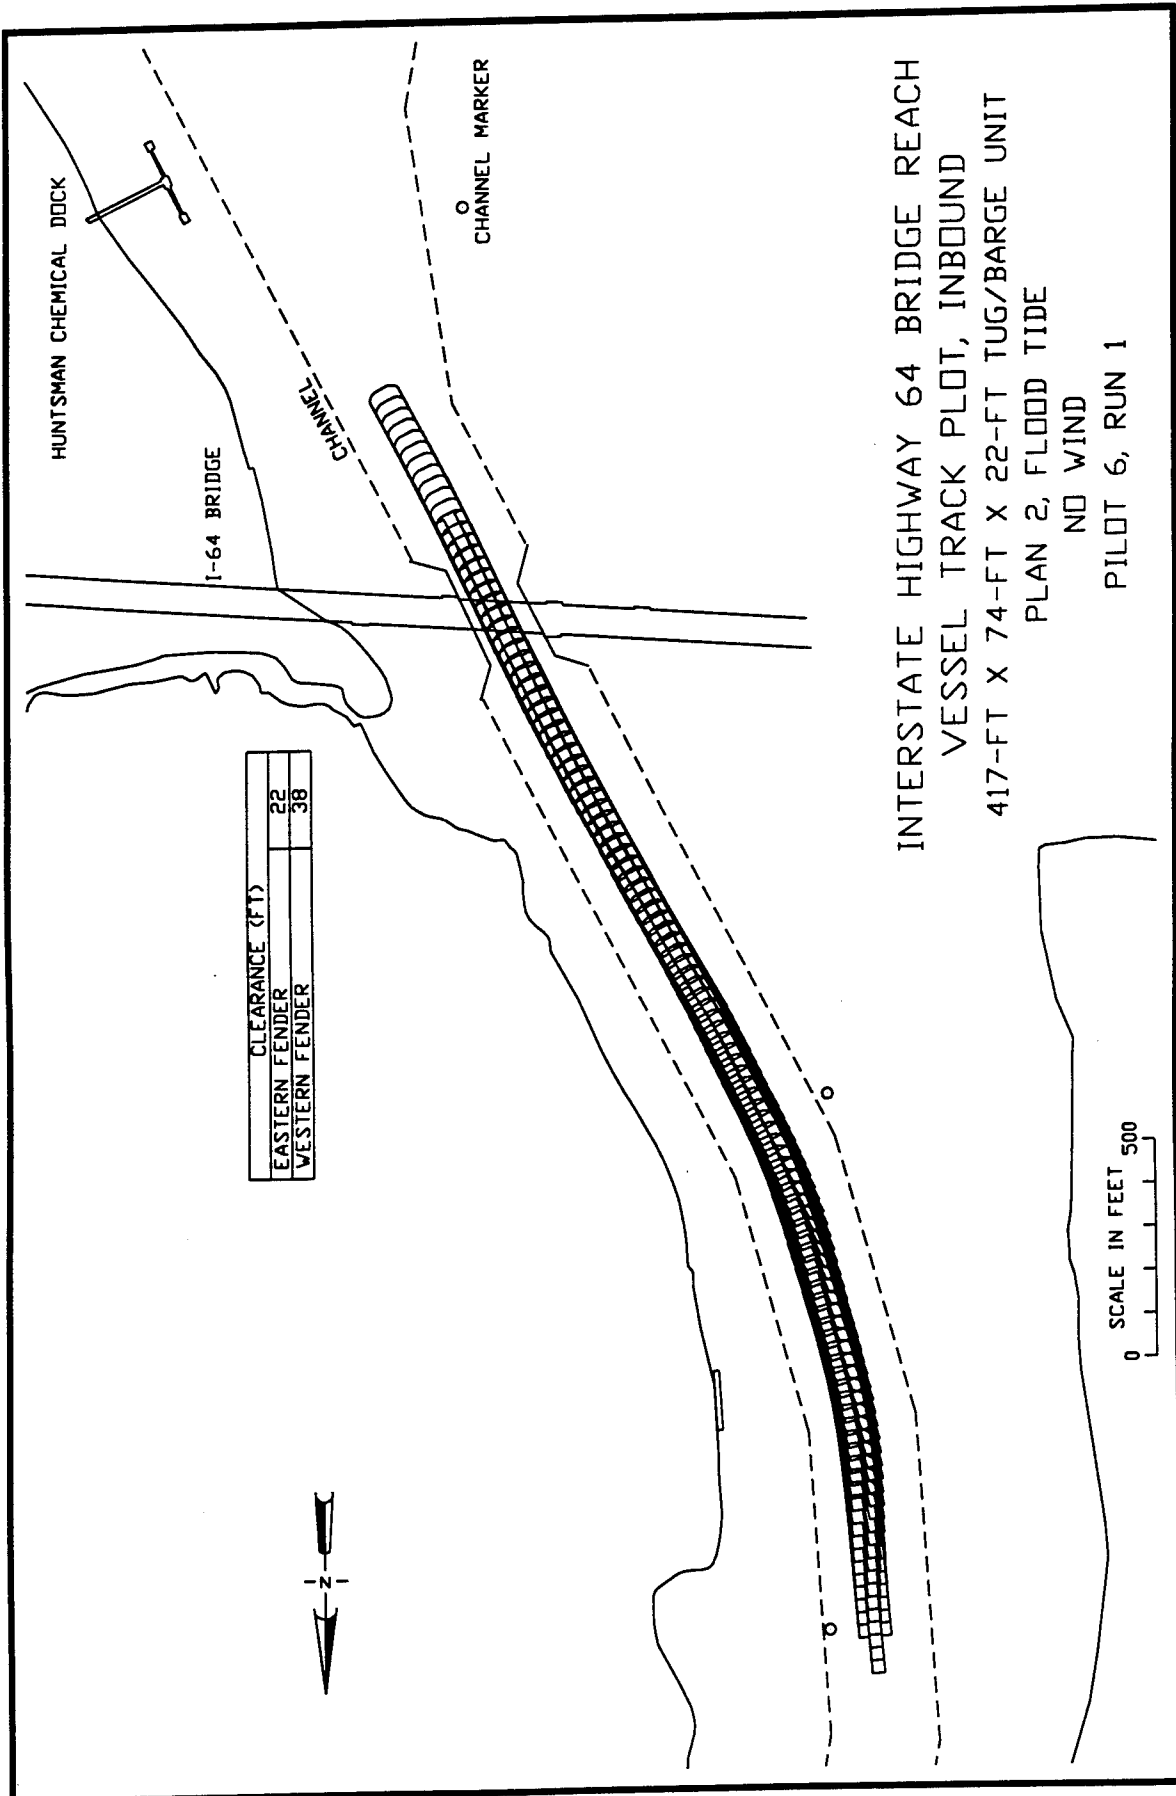 HUNTSMAN CHEMICAL DOCK
CHANNEL MARKER
CHANNEL
I-64 BRIDGE
CLEARANCE (FT)
EASTERN FENDER 22
WESTERN FENDER 38
N
SCALE IN FEET
0 500
INTERSTATE HIGHWAY 64 BRIDGE REACH
VESSEL TRACK PLOT, INBOUND
417-FT X 74-FT X 22-FT TUG/BARGE UNIT
PLAN 2, FLOOD TIDE
NO WIND
PILOT 6, RUN 1